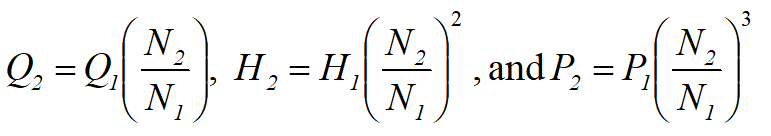 Q₂ = Q₁(N₂/N₁), H₂ = H₁(N₂/N₁)², and P₂ = P₁(N₂/N₁)³